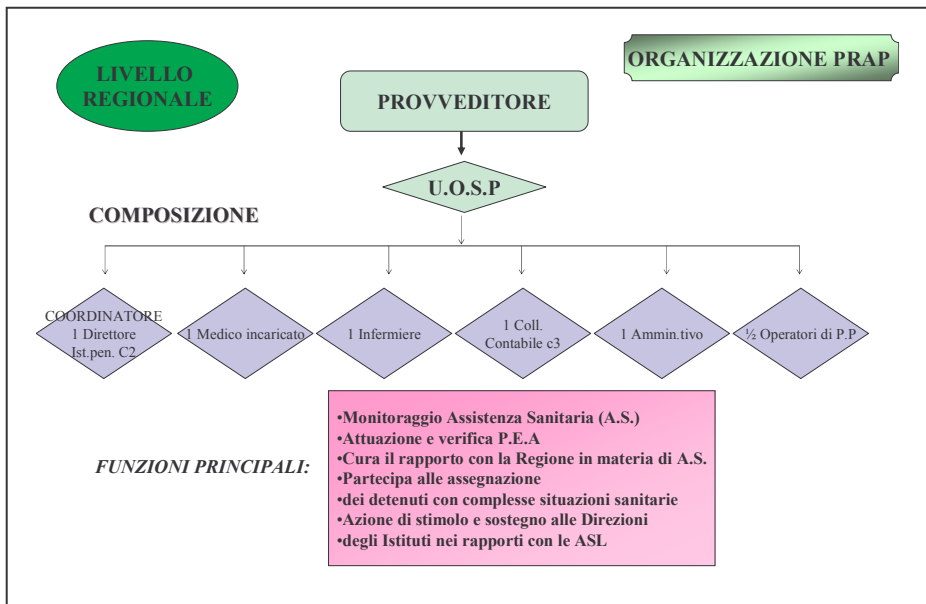 LIVELLO
REGIONALE
ORGANIZZAZIONE PRAP
PROVVEDITORE
U.O.S.P
COMPOSIZIONE
COORDINATORE
1 Direttore
Ist.pen. C2
1 Medico incaricato
1 Infermiere
1 Coll.
Contabile c3
1 Ammin.tivo
½ Operatori di P.P
FUNZIONI PRINCIPALI:
•Monitoraggio Assistenza Sanitaria (A.S.)
•Attuazione e verifica P.E.A
•Cura il rapporto con la Regione in materia di A.S.
•Partecipa alle assegnazione
•dei detenuti con complesse situazioni sanitarie
•Azione di stimolo e sostegno alle Direzioni
•degli Istituti nei rapporti con le ASL